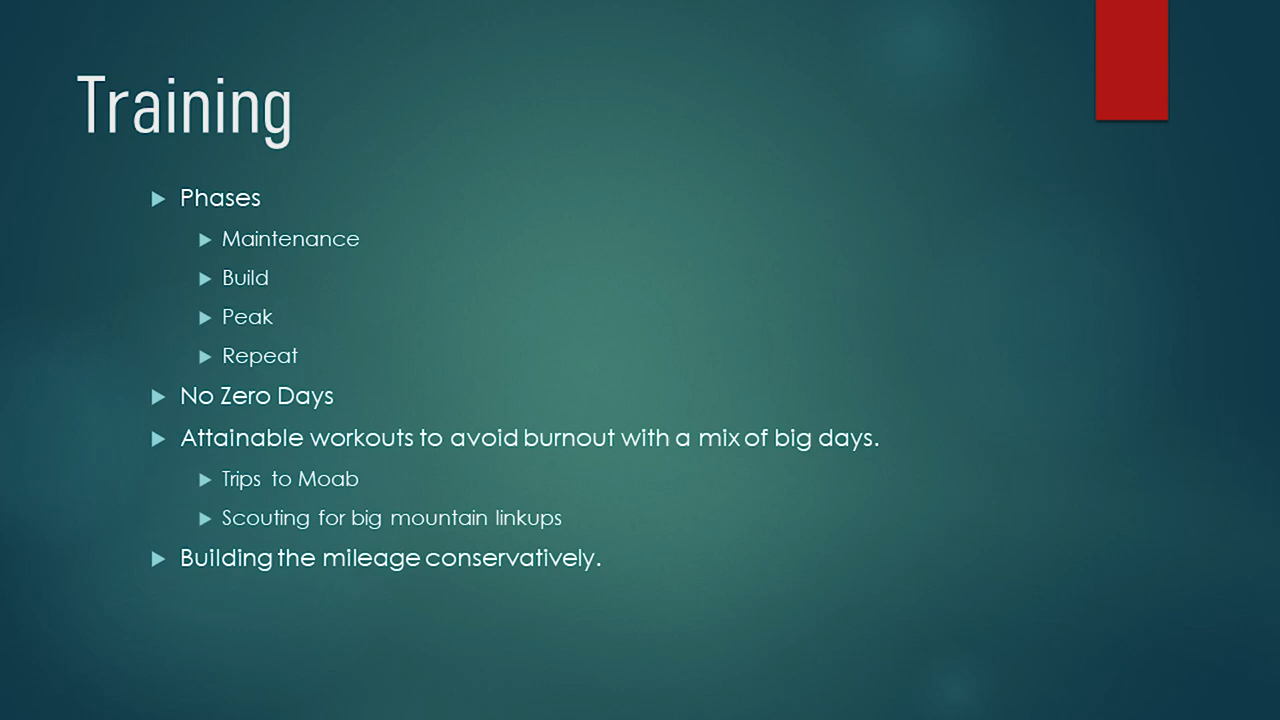 Training
Phases
Maintenance
Build
Peak
Repeat
No Zero Days
Attainable workouts to avoid burnout with a mix of big days.
Trips to Moab
Scouting for big mountain linkups
Building the mileage conservatively.